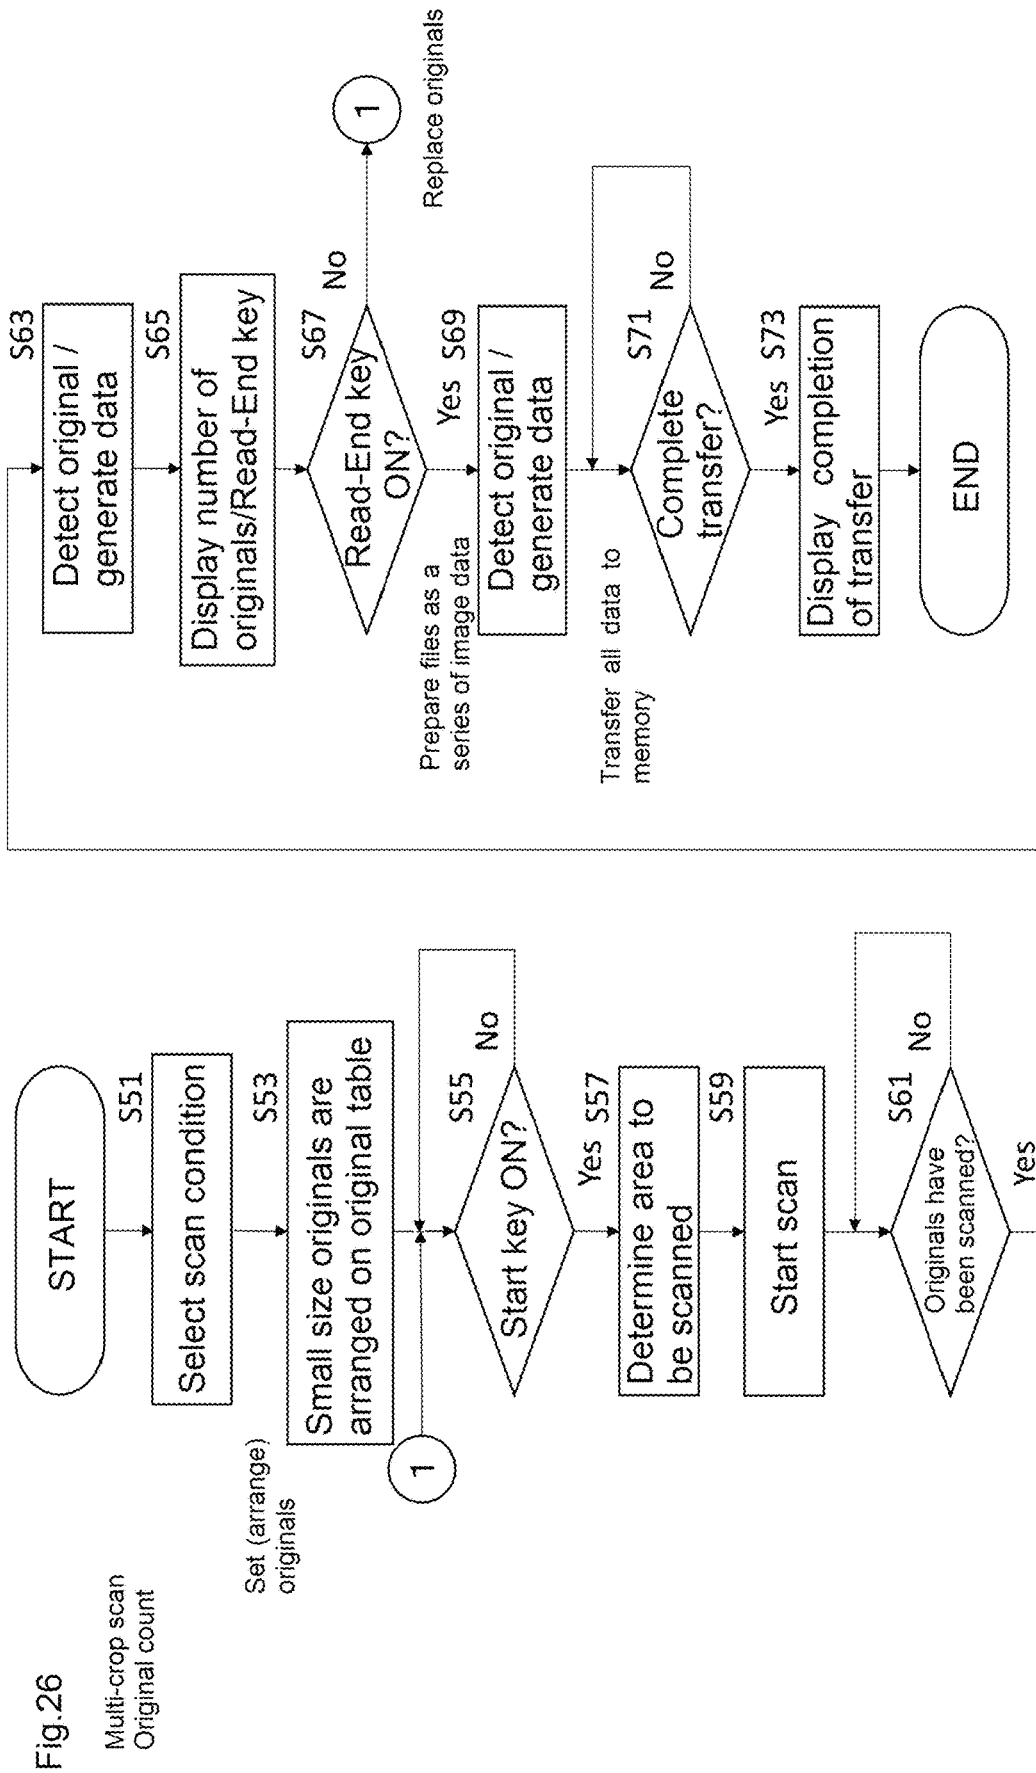 Fig.26
Multi-crop scan
Original count
START
S51
Select scan condition
S53
Set (arrange)
originals
Small size originals are
arranged on original table
1
S55
Start key ON?
No
Yes
S57
Determine area to
be scanned
S59
Start scan
S61
Originals have
been scanned?
No
Yes
S63
Detect original /
generate data
S65
Display number of
originals/Read-End key
S67
Read-End key
ON?
No
1
Replace originals
Yes
S69
Prepare files as a
series of image data
Detect original /
generate data
Transfer all data to
memory
S71
Complete
transfer?
No
Yes
S73
Display completion
of transfer
END